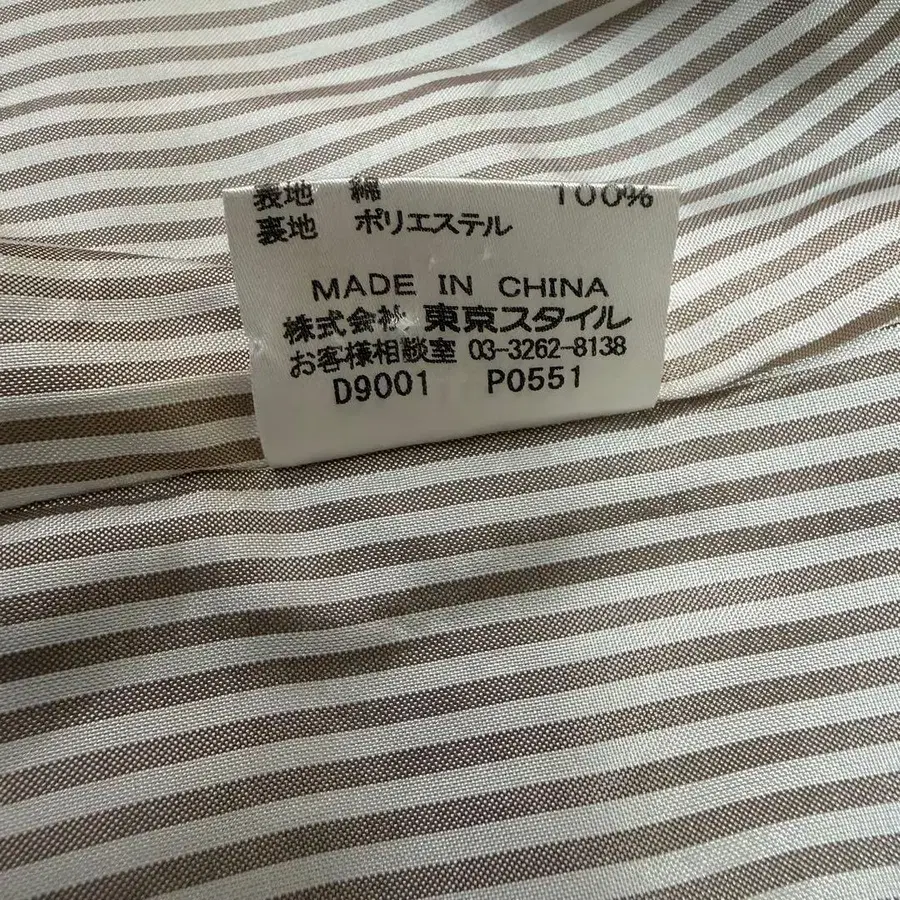 表地 綿 100%
裏地 ポリエステル
MADE IN CHINA
株式会社 東京スタイル
お客様相談室 03-3262-8138
D9001 P0551